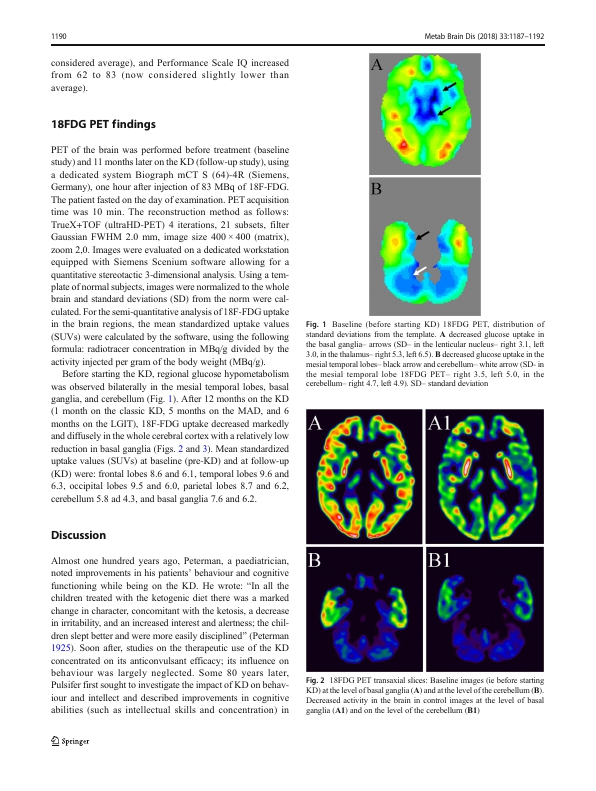 1190
Metab Brain Dis (2018) 33:1187–1192
considered average), and Performance Scale IQ increased
from 62 to 83 (now considered slightly lower than
average).
18FDG PET findings
PET of the brain was performed before treatment (baseline
study) and 11 months later on the KD (follow-up study), using
a dedicated system Biograph mCT S (64)-4R (Siemens,
Germany), one hour after injection of 83 MBq of 18F-FDG.
The patient fasted on the day of examination. PET acquisition
time was 10 min. The reconstruction method as follows:
TrueX+TOF (ultraHD-PET) 4 iterations, 21 subsets, filter
Gaussian FWHM 2.0 mm, image size 400 × 400 (matrix),
zoom 2,0. Images were evaluated on a dedicated workstation
equipped with Siemens Scenium software allowing for a
quantitative stereotactic 3-dimensional analysis. Using a tem-
plate of normal subjects, images were normalized to the whole
brain and standard deviations (SD) from the norm were cal-
culated. For the semi-quantitative analysis of 18F-FDG uptake
in the brain regions, the mean standardized uptake values
(SUVs) were calculated by the software, using the following
formula: radiotracer concentration in MBq/g divided by the
activity injected per gram of the body weight (MBq/g).
Before starting the KD, regional glucose hypometabolism
was observed bilaterally in the mesial temporal lobes, basal
ganglia, and cerebellum (Fig. 1). After 12 months on the KD
(1 month on the classic KD, 5 months on the MAD, and 6
months on the LGIT), 18F-FDG uptake decreased markedly
and diffusely in the whole cerebral cortex with a relatively low
reduction in basal ganglia (Figs. 2 and 3). Mean standardized
uptake values (SUVs) at baseline (pre-KD) and at follow-up
(KD) were: frontal lobes 8.6 and 6.1, temporal lobes 9.6 and
6.3, occipital lobes 9.5 and 6.0, parietal lobes 8.7 and 6.2,
cerebellum 5.8 ad 4.3, and basal ganglia 7.6 and 6.2.
Discussion
Almost one hundred years ago, Peterman, a paediatrician,
noted improvements in his patients' behaviour and cognitive
functioning while being on the KD. He wrote: “In all the
children treated with the ketogenic diet there was a marked
change in character, concomitant with the ketosis, a decrease
in irritability, and an increased interest and alertness; the chil-
dren slept better and were more easily disciplined” (Peterman
1925). Soon after, studies on the therapeutic use of the KD
concentrated on its anticonvulsant efficacy; its influence on
behaviour was largely neglected. Some 80 years later,
Pulsifer first sought to investigate the impact of KD on behav-
iour and intellect and described improvements in cognitive
abilities (such as intellectual skills and concentration) in
A
B
Fig. 1 Baseline (before starting KD) 18FDG PET, distribution of
standard deviations from the template. A decreased glucose uptake in
the basal ganglia– arrows (SD– in the lenticular nucleus– right 3.1, left
3.0, in the thalamus– right 5.3, left 6.5). B decreased glucose uptake in the
mesial temporal lobes– black arrow and cerebellum– white arrow (SD- in
the mesial temporal lobe 18FDG PET– right 3.5, left 5.0, in the
cerebellum– right 4.7, left 4.9). SD– standard deviation
A
A1
B
B1
Fig. 2 18FDG PET transaxial slices: Baseline images (ie before starting
KD) at the level of basal ganglia (A) and at the level of the cerebellum (B).
Decreased activity in the brain in control images at the level of basal
ganglia (A1) and on the level of the cerebellum (B1)
Springer